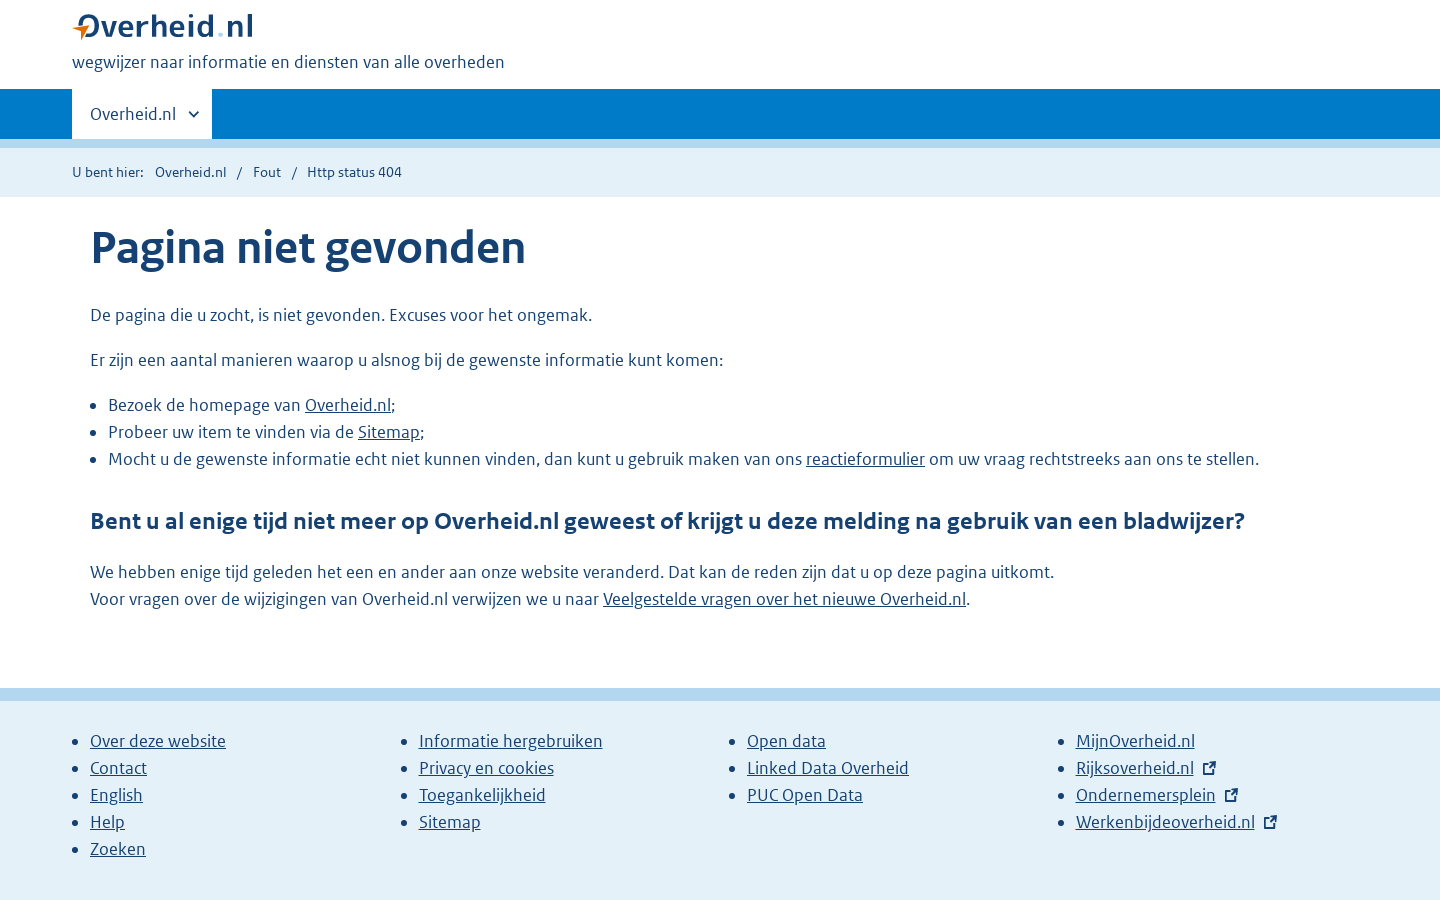 Overheid.nl
wegwijzer naar informatie en diensten van alle overheden
Overheid.nl
U bent hier: Overheid.nl / Fout / Http status 404
Pagina niet gevonden
De pagina die u zocht, is niet gevonden. Excuses voor het ongemak.
Er zijn een aantal manieren waarop u alsnog bij de gewenste informatie kunt komen:
Bezoek de homepage van Overheid.nl;
Probeer uw item te vinden via de Sitemap;
Mocht u de gewenste informatie echt niet kunnen vinden, dan kunt u gebruik maken van ons reactieformulier om uw vraag rechtstreeks aan ons te stellen.
Bent u al enige tijd niet meer op Overheid.nl geweest of krijgt u deze melding na gebruik van een bladwijzer?
We hebben enige tijd geleden het een en ander aan onze website veranderd. Dat kan de reden zijn dat u op deze pagina uitkomt.
Voor vragen over de wijzigingen van Overheid.nl verwijzen we u naar Veelgestelde vragen over het nieuwe Overheid.nl.
Over deze website
Contact
English
Help
Zoeken
Informatie hergebruiken
Privacy en cookies
Toegankelijkheid
Sitemap
Open data
Linked Data Overheid
PUC Open Data
MijnOverheid.nl
Rijksoverheid.nl
Ondernemersplein
Werkenbijdeoverheid.nl